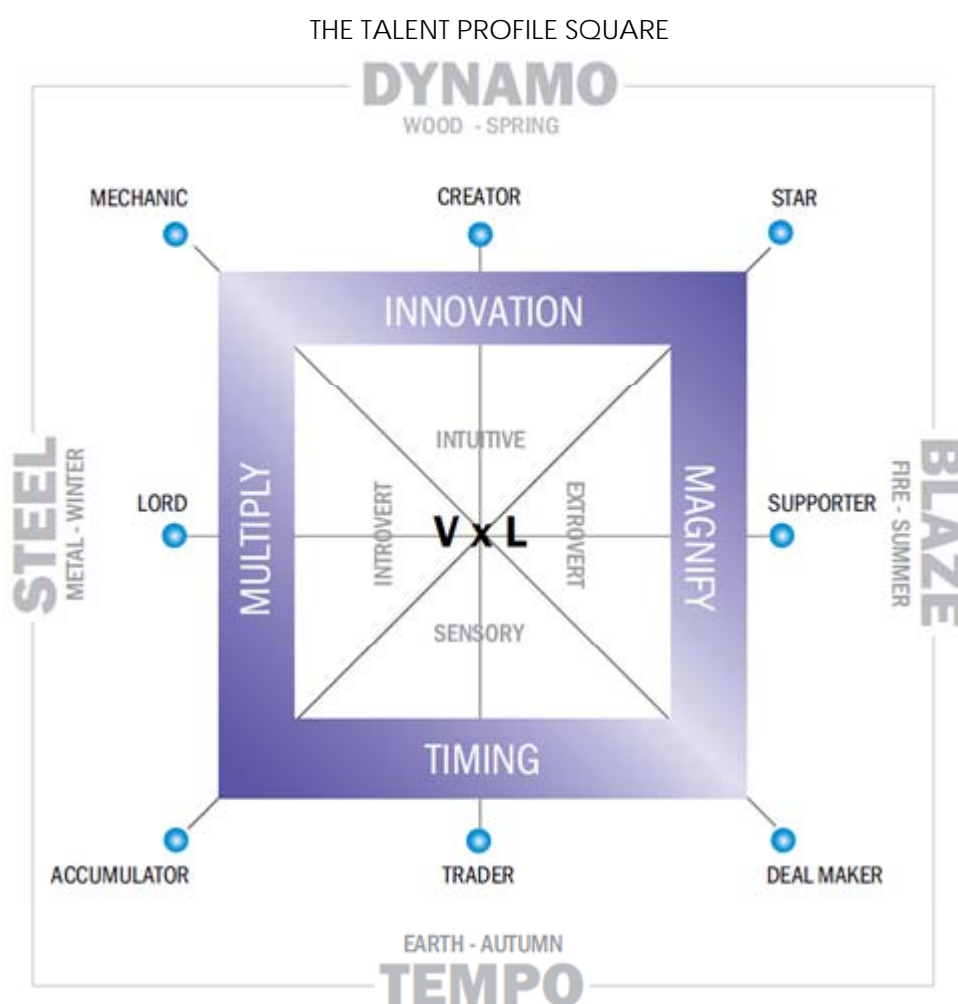 THE TALENT PROFILE SQUARE
DYNAMO
WOOD - SPRING
MECHANIC
CREATOR
STAR
INNOVATION
INTUITIVE
STEEL
METAL - WINTER
LORD
MULTIPLY
INTROVERT
V x L
EXTROVERT
MAGNIFY
SUPPORTER
FIRE - SUMMER
BLAZE
SENSORY
TIMING
ACCUMULATOR
TRADER
DEAL MAKER
EARTH - AUTUMN
TEMPO